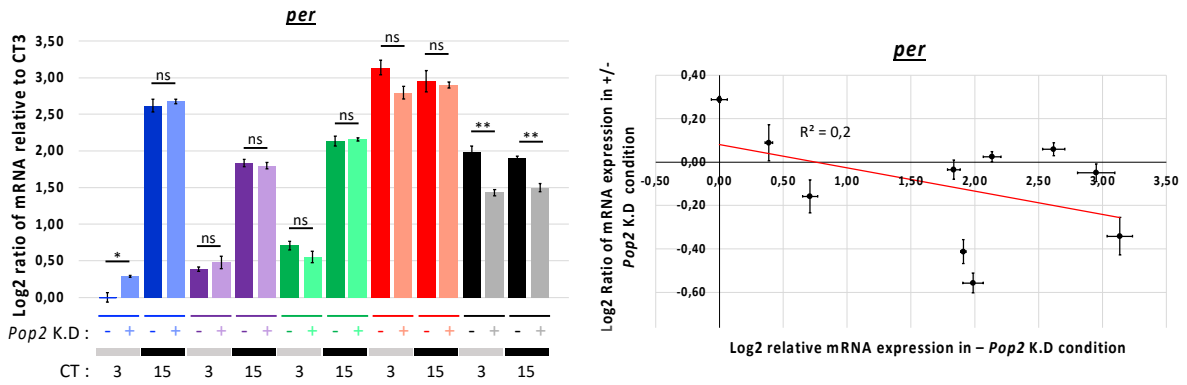 per
Log2 ratio of mRNA relative to CT3
3,50
3,00
2,50
2,00
1,50
1,00
0,50
0,00
* ns ns ns ns ns ns ns ** **
Pop2 K.D : - + - + - + - + - + - + - + - + - + - +
CT : 3 15 3 15 3 15 3 15 3 15
per
Log2 Ratio of mRNA expression in +/-
Pop2 K.D condition
0,40
0,20
0,00
-0,20
-0,40
-0,60
R² = 0,2
-0,50 0,00 0,50 1,00 1,50 2,00 2,50 3,00 3,50
Log2 relative mRNA expression in – Pop2 K.D condition